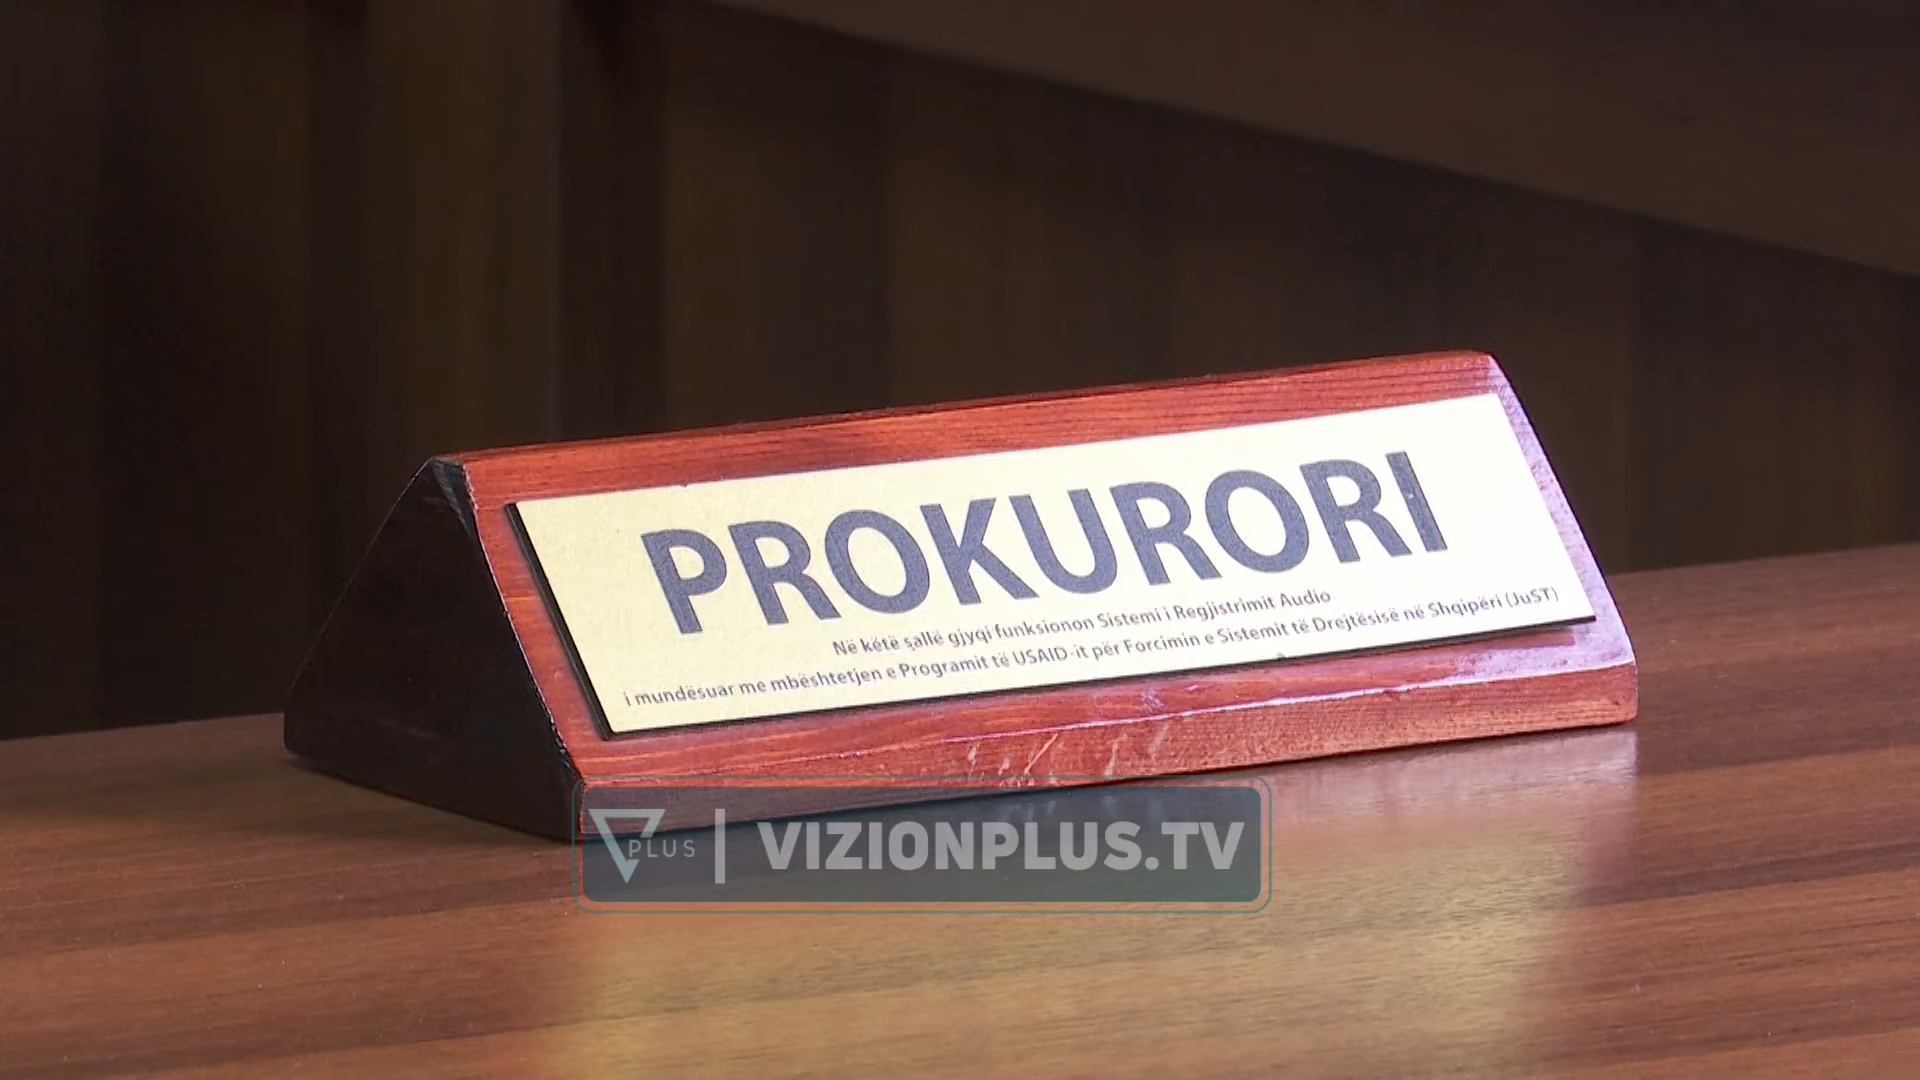 PROKURORI
Në këtë sallë gjyqi funksionon Sistemi i Regjistrimit Audio
i mundësuar me mbështetjen e Programit të USAID-it për Forcimin e Sistemit të Drejtësisë në Shqipëri (JuST)
PLUS | VIZIONPLUS.TV